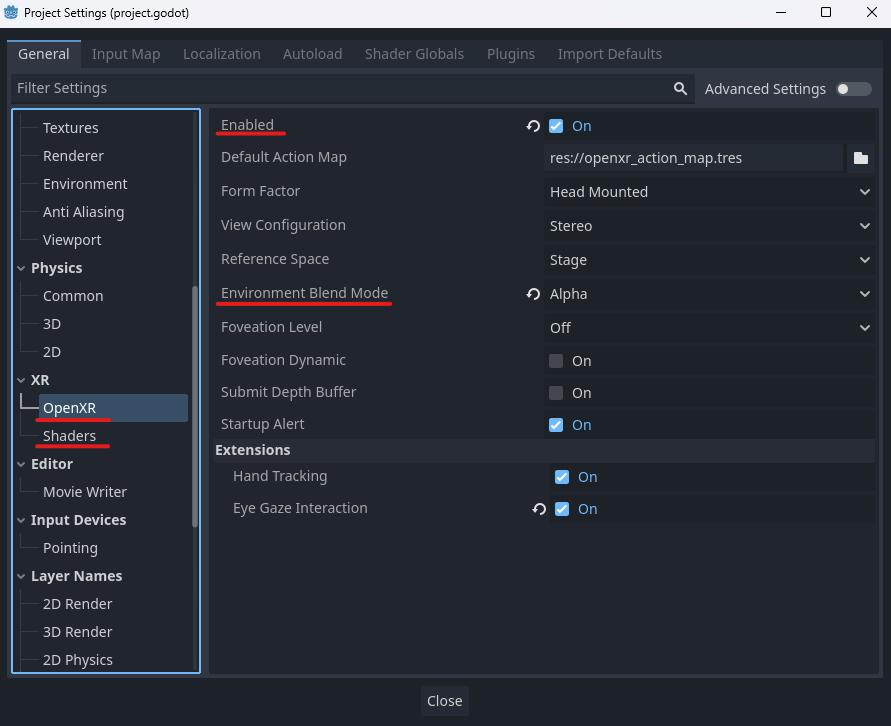 Project Settings (project.godot)
General Input Map Localization Autoload Shader Globals Plugins Import Defaults
Filter Settings
Advanced Settings
Textures
Renderer
Environment
Anti Aliasing
Viewport
Physics
Common
3D
2D
XR
OpenXR
Shaders
Editor
Movie Writer
Input Devices
Pointing
Layer Names
2D Render
3D Render
2D Physics
Enabled On
Default Action Map res://openxr_action_map.tres
Form Factor Head Mounted
View Configuration Stereo
Reference Space Stage
Environment Blend Mode Alpha
Foveation Level Off
Foveation Dynamic On
Submit Depth Buffer On
Startup Alert On
Extensions
Hand Tracking On
Eye Gaze Interaction On
Close